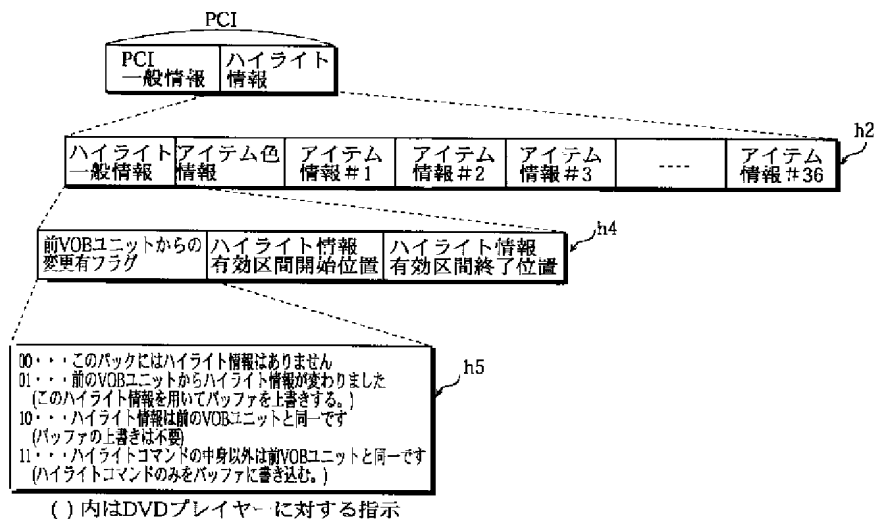 PCI
PCI
一般情報
ハイライト
情報
h2
ハイライト
一般情報
アイテム色
情報
アイテム
情報#1
アイテム
情報#2
アイテム
情報#3
----
アイテム
情報#36
h4
前VOBユニットからの
変更有フラグ
ハイライト情報
有効区間開始位置
ハイライト情報
有効区間終了位置
h5
00・・・このパックにはハイライト情報はありません
01・・・前のVOBユニットからハイライト情報が変わりました
(このハイライト情報を用いてバッファを上書きする。)
10・・・ハイライト情報は前のVOBユニットと同一です
(バッファの上書きは不要)
11・・・ハイライトコマンドの中身以外は前VOBユニットと同一です
(ハイライトコマンドのみをバッファに書き込む。)
( )内はDVDプレイヤーに対する指示